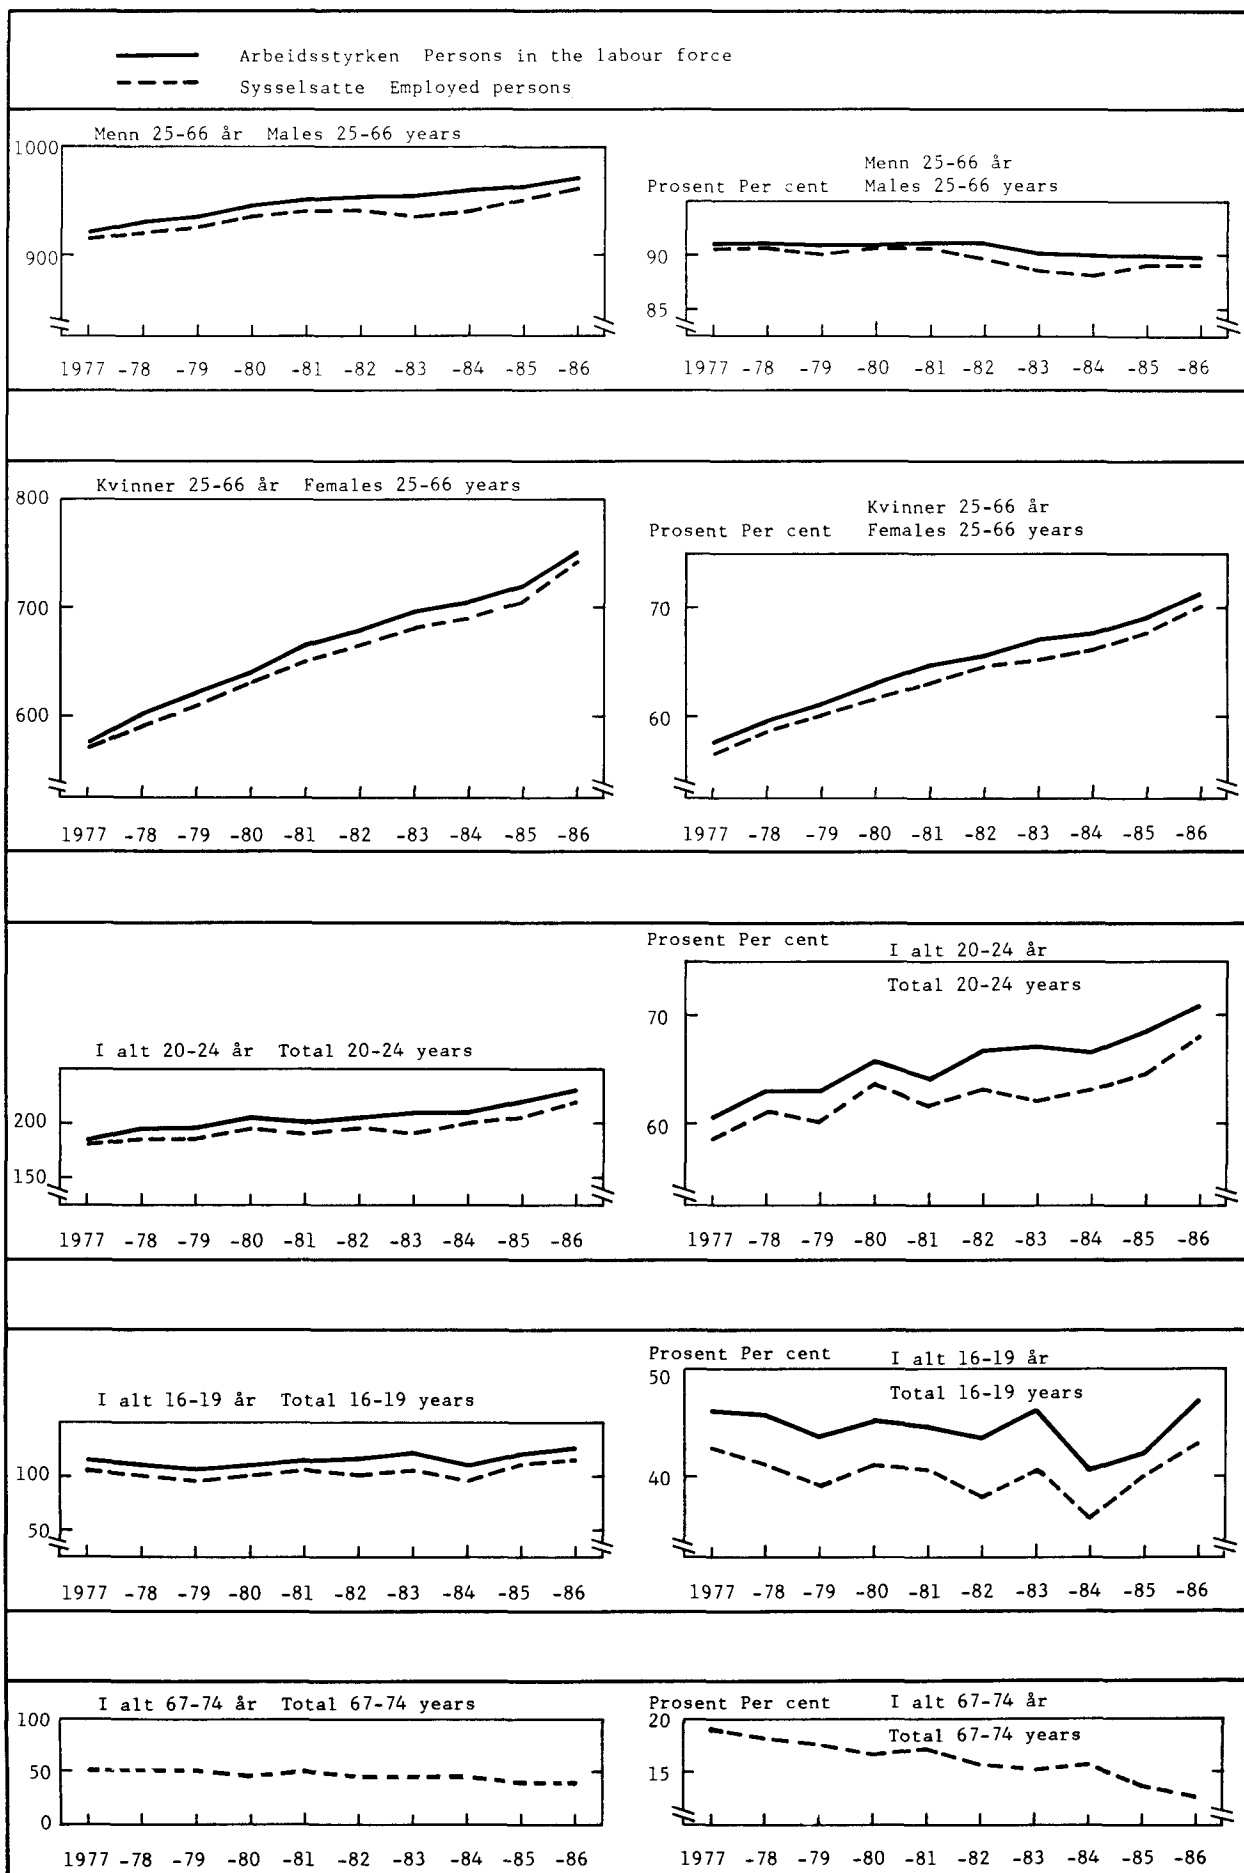 Arbeidsstyrken Persons in the labour force
Sysselsatte Employed persons
Menn 25-66 år Males 25-66 years
1000
900
1977 -78 -79 -80 -81 -82 -83 -84 -85 -86
Menn 25-66 år
Prosent Per cent Males 25-66 years
90
85
1977 -78 -79 -80 -81 -82 -83 -84 -85 -86
Kvinner 25-66 år Females 25-66 years
800
700
600
1977 -78 -79 -80 -81 -82 -83 -84 -85 -86
Kvinner 25-66 år
Prosent Per cent Females 25-66 years
70
60
1977 -78 -79 -80 -81 -82 -83 -84 -85 -86
I alt 20-24 år Total 20-24 years
200
150
1977 -78 -79 -80 -81 -82 -83 -84 -85 -86
Prosent Per cent I alt 20-24 år
Total 20-24 years
70
60
1977 -78 -79 -80 -81 -82 -83 -84 -85 -86
I alt 16-19 år Total 16-19 years
100
50
1977 -78 -79 -80 -81 -82 -83 -84 -85 -86
Prosent Per cent I alt 16-19 år
50
Total 16-19 years
40
1977 -78 -79 -80 -81 -82 -83 -84 -85 -86
I alt 67-74 år Total 67-74 years
100
50
0
1977 -78 -79 -80 -81 -82 -83 -84 -85 -86
Prosent Per cent I alt 67-74 år
20
Total 67-74 years
15
1977 -78 -79 -80 -81 -82 -83 -84 -85 -86